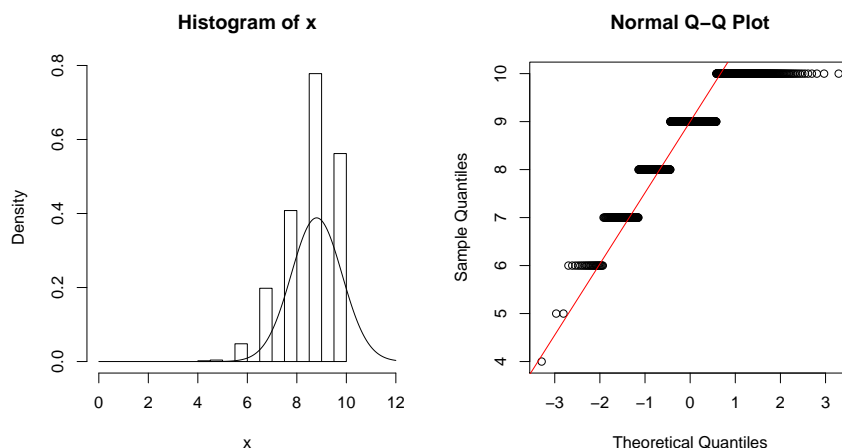 Histogram of x
Density
0.0 0.2 0.4 0.6 0.8
0 2 4 6 8 10 12
x
Normal Q−Q Plot
Sample Quantiles
4 5 6 7 8 9 10
−3 −2 −1 0 1 2 3
Theoretical Quantiles